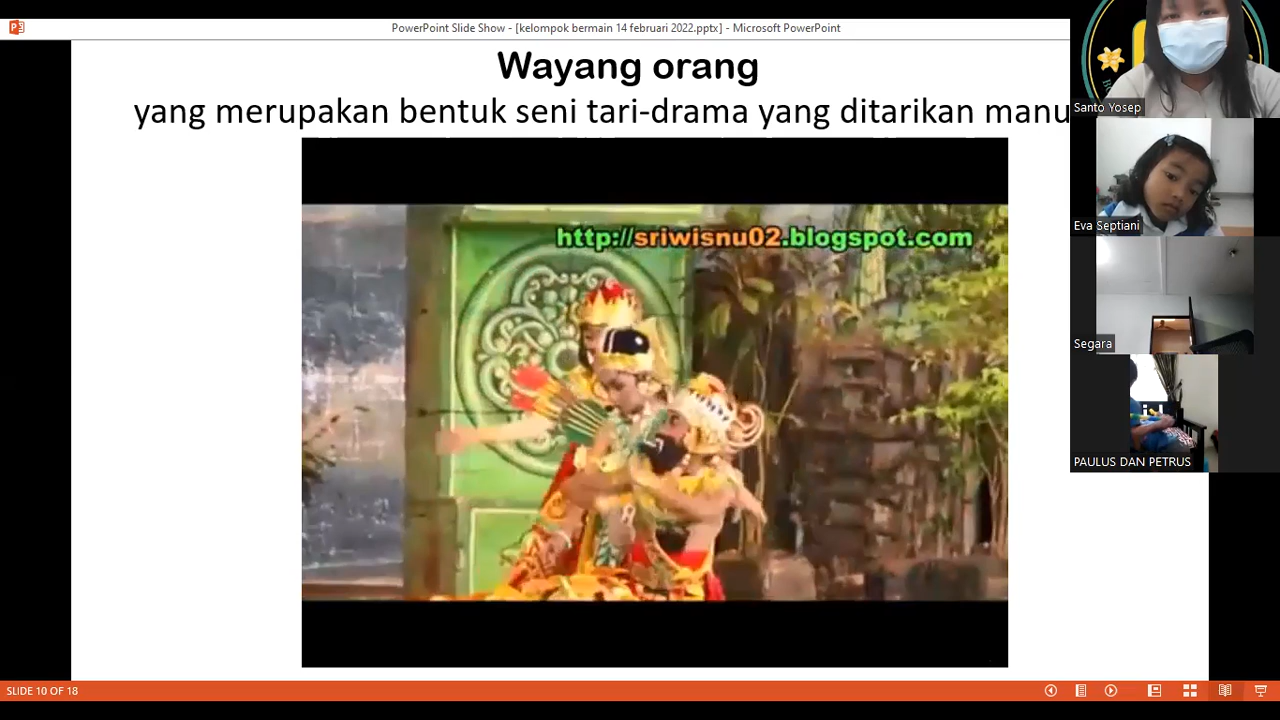 PowerPoint Slide Show - [kelompok bermain 14 februari 2022.pptx] - Microsoft PowerPoint
Wayang orang
yang merupakan bentuk seni tari-drama yang ditarikan manu
http://sriwisnu02.blogspot.com
Santo Yosep
Eva Septiani
Segara
PAULUS DAN PETRUS
SLIDE 10 OF 18